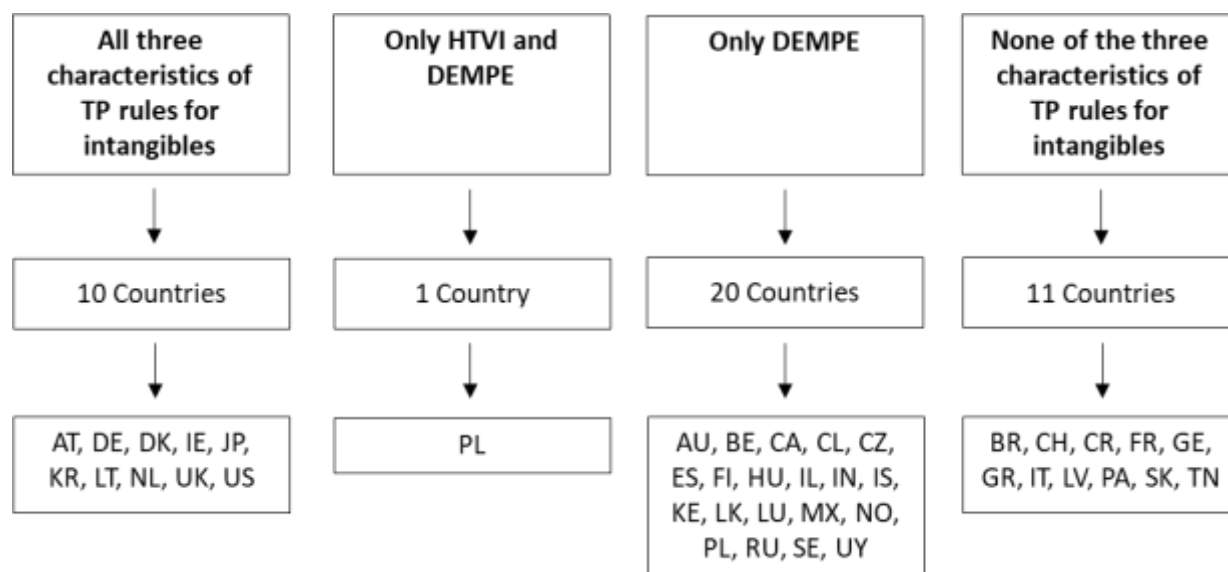 All three
characteristics of
TP rules for
intangibles
10 Countries
AT, DE, DK, IE, JP,
KR, LT, NL, UK, US
Only HTVI and
DEMPE
1 Country
PL
Only DEMPE
20 Countries
AU, BE, CA, CL, CZ,
ES, FI, HU, IL, IN, IS,
KE, LK, LU, MX, NO,
PL, RU, SE, UY
None of the three
characteristics of
TP rules for
intangibles
11 Countries
BR, CH, CR, FR, GE,
GR, IT, LV, PA, SK, TN